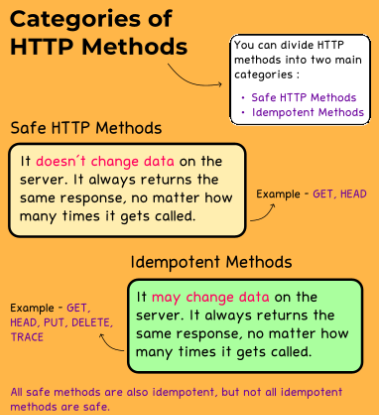 Categories of
HTTP Methods
You can divide HTTP
methods into two main
categories :
• Safe HTTP Methods
• Idempotent Methods
Safe HTTP Methods
It doesn't change data on the
server. It always returns the
same response, no matter how
many times it gets called.
Example - GET, HEAD
Idempotent Methods
It may change data on the
server. It always returns the
same response, no matter how
many times it gets called.
Example - GET,
HEAD, PUT, DELETE,
TRACE
All safe methods are also idempotent, but not all idempotent
methods are safe.